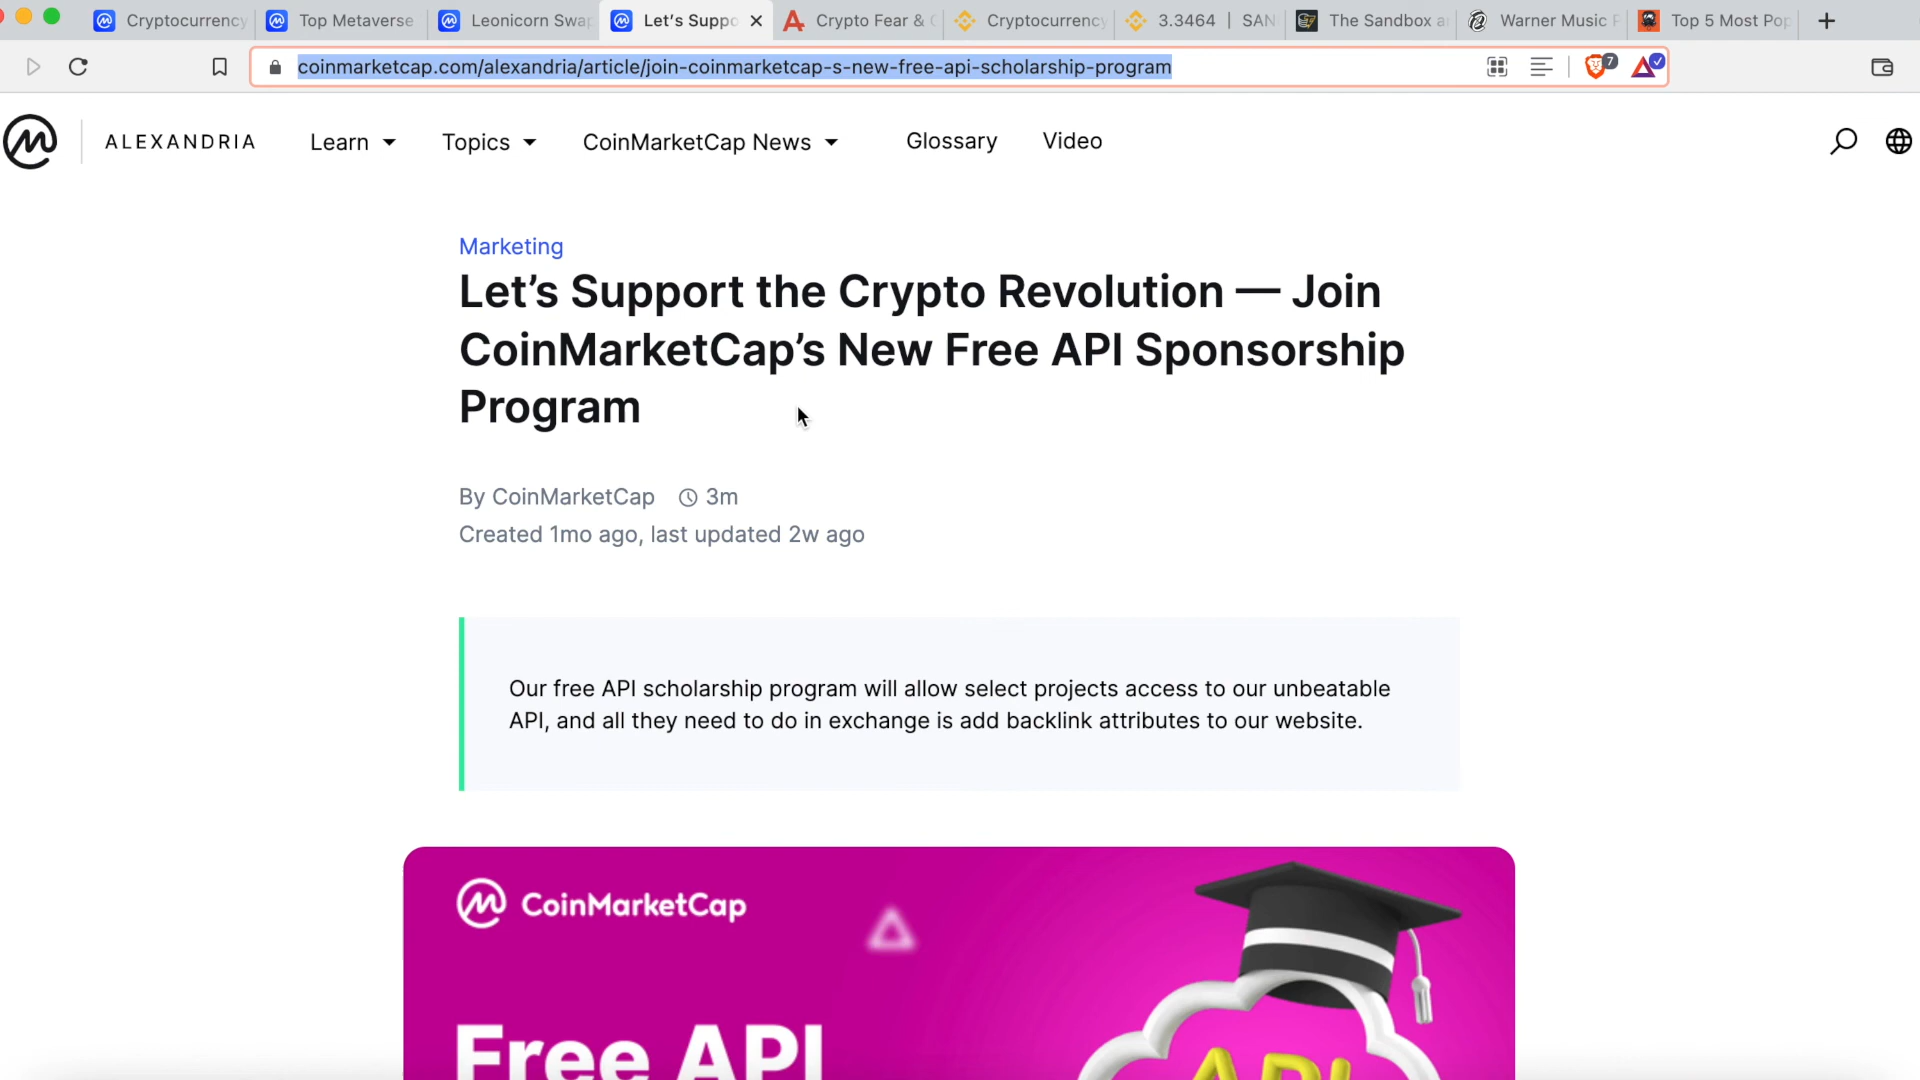 Cryptocurrency
Top Metaverse
Leonicorn Swap
Let's Suppo
Crypto Fear &
Cryptocurrency
3.3464 | SAN
The Sandbox a
Warner Music
Top 5 Most Pop
coinmarketcap.com/alexandria/article/join-coinmarketcap-s-new-free-api-scholarship-program
7
ALEXANDRIA
Learn
Topics
CoinMarketCap News
Glossary
Video
Marketing
Let’s Support the Crypto Revolution — Join
CoinMarketCap’s New Free API Sponsorship
Program
By CoinMarketCap
3m
Created 1mo ago, last updated 2w ago
Our free API scholarship program will allow select projects access to our unbeatable
API, and all they need to do in exchange is add backlink attributes to our website.
CoinMarketCap
Free API
API